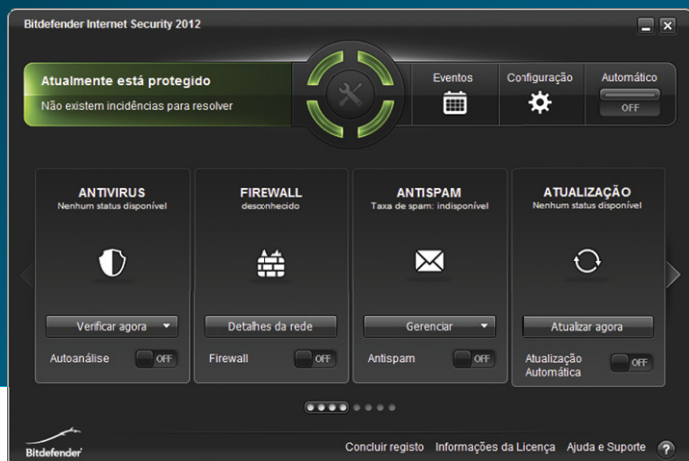 Bitdefender Internet Security 2012
Atualmente está protegido
Não existem incidências para resolver
Eventos
Configuração
Automático
OFF
ANTIVIRUS
Nenhum status disponível
Verificar agora
Autoanálise
OFF
FIREWALL
desconhecido
Detalhes da rede
Firewall
OFF
ANTISPAM
Taxa de spam: indisponível
Gerenciar
Antispam
OFF
ATUALIZAÇÃO
Nenhum status disponível
Atualizar agora
Atualização
Automática
OFF
Bitdefender
Concluir registo
Informações da Licença
Ajuda e Suporte
?